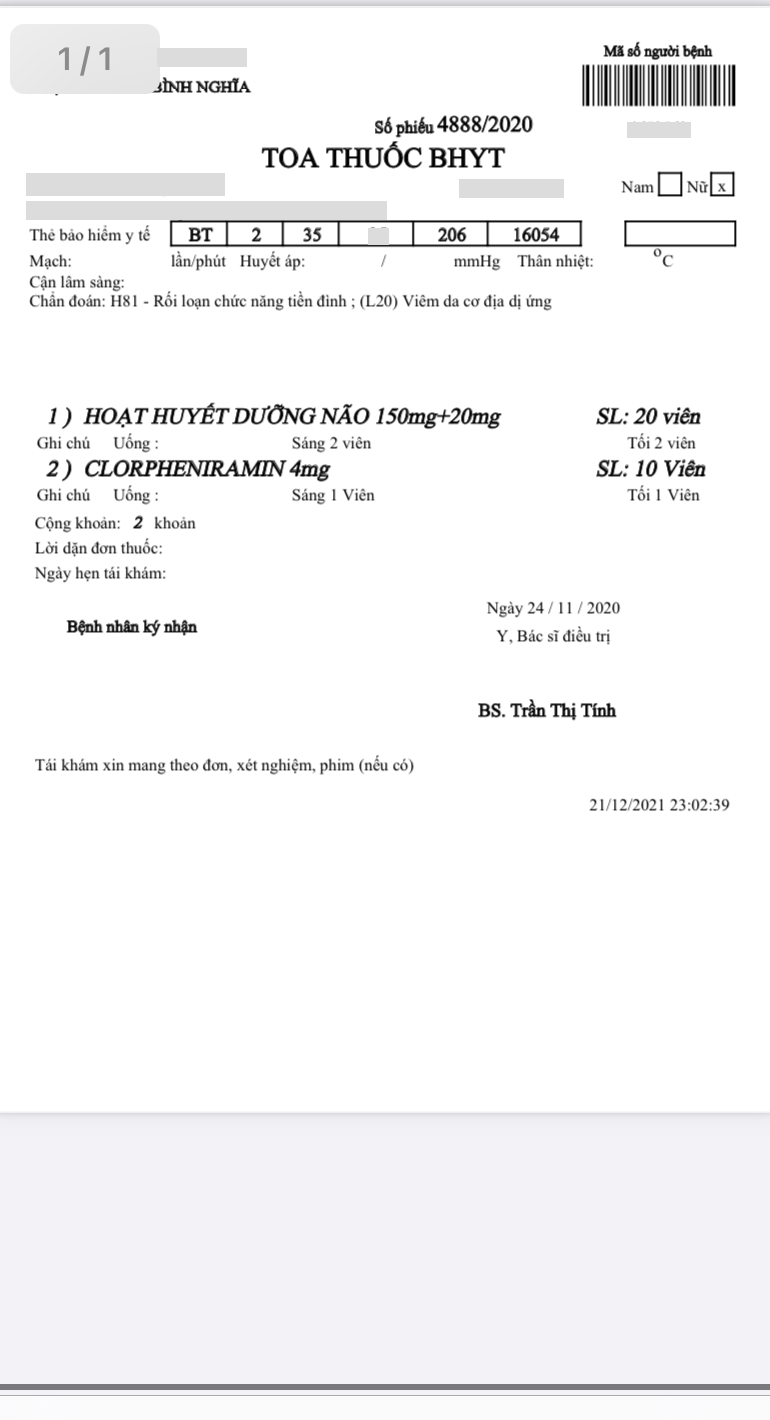 1/1
BÌNH NGHĨA
Mã số người bệnh
Số phiếu 4888/2020
TOA THUỐC BHYT
Nam Nữ x
Thẻ bảo hiểm y tế BT 2 35 206 16054
Mạch: lần/phút Huyết áp: / mmHg Thân nhiệt: °C
Cận lâm sàng:
Chẩn đoán: H81 - Rối loạn chức năng tiền đình ; (L20) Viêm da cơ địa dị ứng
1 ) HOẠT HUYẾT DƯỠNG NÃO 150mg+20mg SL: 20 viên
Ghi chú Uống : Sáng 2 viên Tối 2 viên
2 ) CLORPHENIRAMIN 4mg SL: 10 Viên
Ghi chú Uống : Sáng 1 Viên Tối 1 Viên
Cộng khoản: 2 khoản
Lời dặn đơn thuốc:
Ngày hẹn tái khám:
Ngày 24 / 11 / 2020
Bệnh nhân ký nhận
Y, Bác sĩ điều trị
BS. Trần Thị Tính
Tái khám xin mang theo đơn, xét nghiệm, phim (nếu có)
21/12/2021 23:02:39